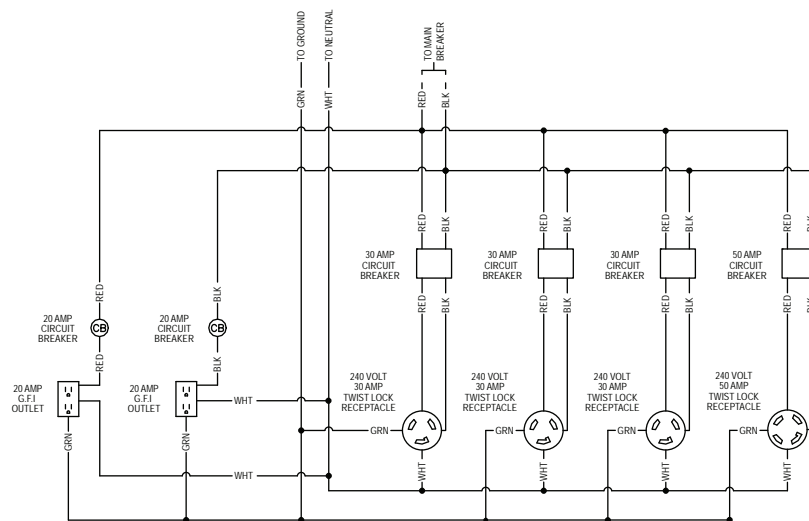 TO GROUND
TO NEUTRAL
TO MAIN
BREAKER
GRN
WHT
RED
BLK
RED
BLK
RED
BLK
RED
BLK
RED
BLK
30 AMP
CIRCUIT
BREAKER
30 AMP
CIRCUIT
BREAKER
30 AMP
CIRCUIT
BREAKER
50 AMP
CIRCUIT
BREAKER
RED
BLK
RED
BLK
RED
BLK
RED
BLK
RED
BLK
20 AMP
CIRCUIT
BREAKER
CB
20 AMP
CIRCUIT
BREAKER
CB
RED
BLK
20 AMP
G.F.I
OUTLET
20 AMP
G.F.I
OUTLET
240 VOLT
30 AMP
TWIST LOCK
RECEPTACLE
240 VOLT
30 AMP
TWIST LOCK
RECEPTACLE
240 VOLT
30 AMP
TWIST LOCK
RECEPTACLE
240 VOLT
50 AMP
TWIST LOCK
RECEPTACLE
WHT
GRN
GRN
GRN
GRN
GRN
GRN
WHT
WHT
WHT
WHT
WHT